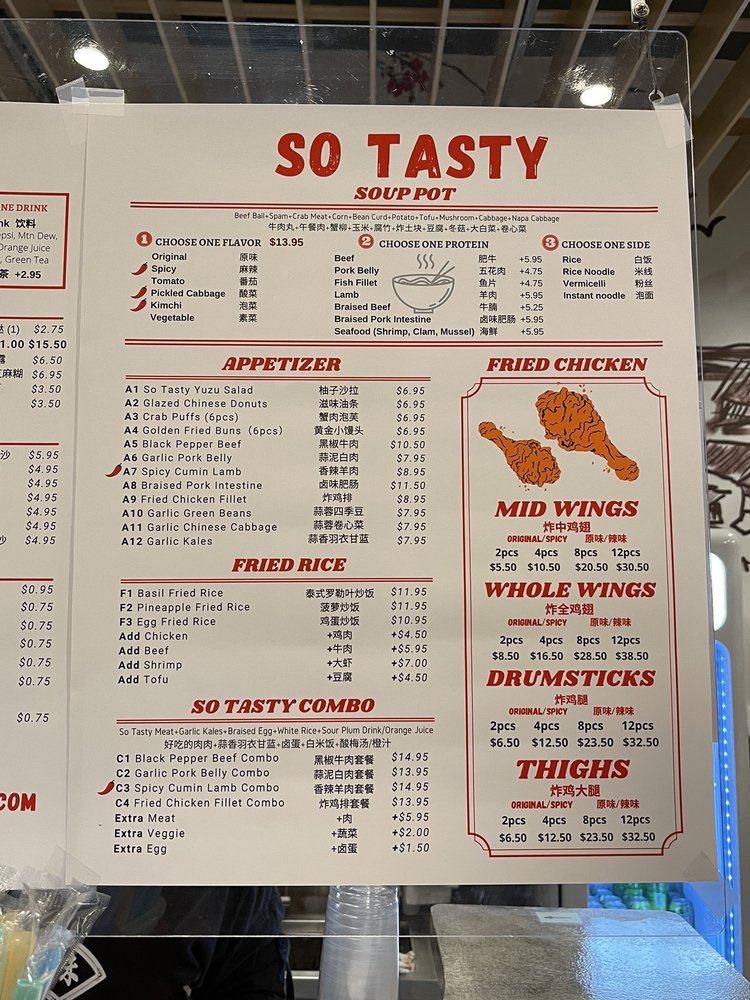 NE DRINK
nk 饮料
epsi, Mtn Dew,
Orange Juice
, Green Tea
茶 +2.95
(1) $2.75
1.00 $15.50
露 $6.50
麻糊 $6.95
$3.50
$3.50
沙 $5.95
$4.95
$4.95
$4.95
$4.95
$4.95
沙 $4.95
$0.95
$0.75
$0.75
$0.75
$0.75
$0.75
$0.75
COM
SO TASTY
SOUP POT
Beef Ball+Spam+Crab Meat+Corn+Bean Curd+Potato+Tofu+Mushroom+Cabbage+Napa Cabbage
牛肉丸+午餐肉+蟹柳+玉米+腐竹+炸土块+豆腐+冬菇+大白菜+卷心菜
1 CHOOSE ONE FLAVOR $13.95
Original 原味
Spicy 麻辣
Tomato 番茄
Pickled Cabbage 酸菜
Kimchi 泡菜
Vegetable 素菜
2 CHOOSE ONE PROTEIN
Beef 肥牛 +5.95
Pork Belly 五花肉 +4.75
Fish Fillet 鱼片 +4.75
Lamb 羊肉 +5.95
Braised Beef 牛腩 +5.25
Braised Pork Intestine 卤味肥肠 +5.95
Seafood (Shrimp, Clam, Mussel) 海鲜 +5.95
3 CHOOSE ONE SIDE
Rice 白饭
Rice Noodle 米线
Vermicelli 粉丝
Instant noodle 泡面
APPETIZER
A1 So Tasty Yuzu Salad 柚子沙拉 $6.95
A2 Glazed Chinese Donuts 滋味油条 $6.95
A3 Crab Puffs (6pcs) 蟹肉泡芙 $6.95
A4 Golden Fried Buns (6pcs) 黄金小馒头 $6.95
A5 Black Pepper Beef 黑椒牛肉 $10.50
A6 Garlic Pork Belly 蒜泥白肉 $7.95
A7 Spicy Cumin Lamb 香辣羊肉 $8.95
A8 Braised Pork Intestine 卤味肥肠 $11.50
A9 Fried Chicken Fillet 炸鸡排 $8.95
A10 Garlic Green Beans 蒜蓉四季豆 $7.95
A11 Garlic Chinese Cabbage 蒜蓉卷心菜 $7.95
A12 Garlic Kales 蒜香羽衣甘蓝 $7.95
FRIED RICE
F1 Basil Fried Rice 泰式罗勒叶炒饭 $11.95
F2 Pineapple Fried Rice 菠萝炒饭 $11.95
F3 Egg Fried Rice 鸡蛋炒饭 $10.95
Add Chicken +鸡肉 +$4.50
Add Beef +牛肉 +$5.95
Add Shrimp +大虾 +$7.00
Add Tofu +豆腐 +$4.50
SO TASTY COMBO
So Tasty Meat+Garlic Kales+Braised Egg+White Rice+Sour Plum Drink/Orange Juice
好吃的肉肉+蒜香羽衣甘蓝+卤蛋+白米饭+酸梅汤/橙汁
C1 Black Pepper Beef Combo 黑椒牛肉套餐 $14.95
C2 Garlic Pork Belly Combo 蒜泥白肉套餐 $13.95
C3 Spicy Cumin Lamb Combo 香辣羊肉套餐 $14.95
C4 Fried Chicken Fillet Combo 炸鸡排套餐 $13.95
Extra Meat +肉 +$5.95
Extra Veggie +蔬菜 +$2.00
Extra Egg +卤蛋 +$1.50
FRIED CHICKEN
MID WINGS
炸中鸡翅
ORIGINAL/SPICY 原味/辣味
2pcs 4pcs 8pcs 12pcs
$5.50 $10.50 $20.50 $30.50
WHOLE WINGS
炸全鸡翅
ORIGINAL/SPICY 原味/辣味
2pcs 4pcs 8pcs 12pcs
$8.50 $16.50 $28.50 $38.50
DRUMSTICKS
炸鸡腿
ORIGINAL/SPICY 原味/辣味
2pcs 4pcs 8pcs 12pcs
$6.50 $12.50 $23.50 $32.50
THIGHS
炸鸡大腿
ORIGINAL/SPICY 原味/辣味
2pcs 4pcs 8pcs 12pcs
$6.50 $12.50 $23.50 $32.50